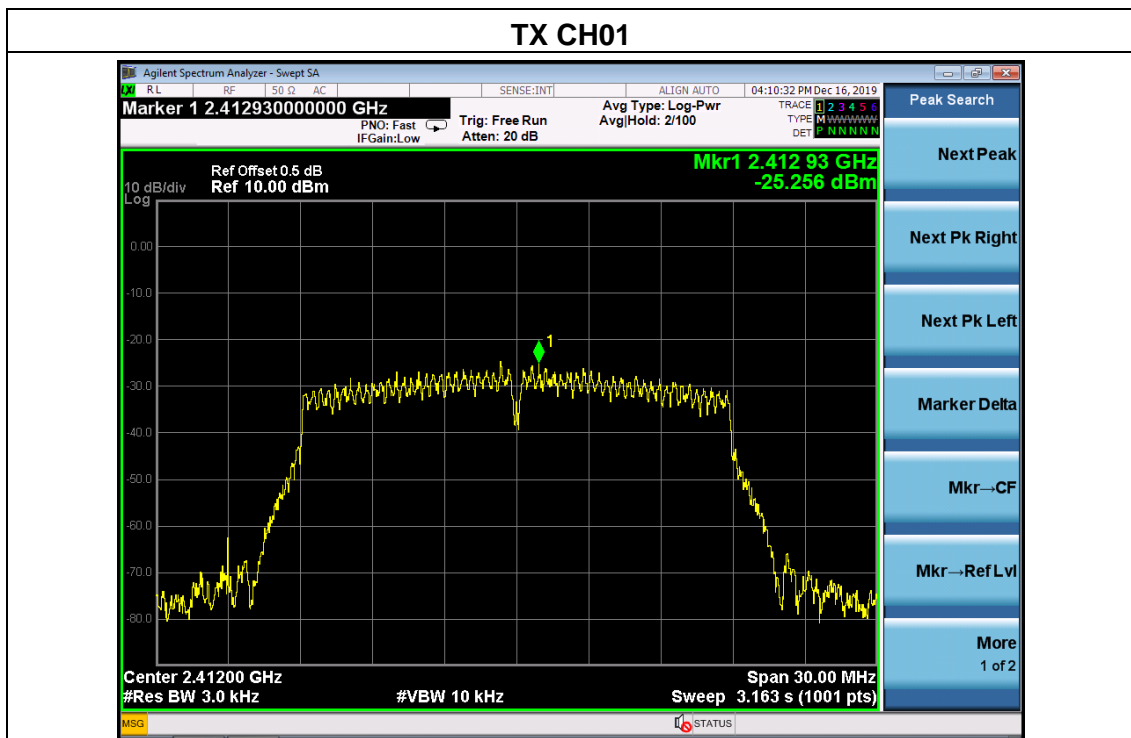 TX CH01
Agilent Spectrum Analyzer - Swept SA
LXI RL RF 50 Ω AC SENSE:INT ALIGN AUTO 04:10:32 PM Dec 16, 2019
Marker 1 2.412930000000 GHz
PNO: Fast
IFGain:Low
Trig: Free Run
Atten: 20 dB
Avg Type: Log-Pwr
Avg|Hold: 2/100
TRACE 1 2 3 4 5 6
TYPE M WWWWW
DET P N N N N N
Ref Offset 0.5 dB
10 dB/div Ref 10.00 dBm
Log
Mkr1 2.412 93 GHz
-25.256 dBm
0.00
-10.0
-20.0
-30.0
-40.0
-50.0
-60.0
-70.0
-80.0
1
Center 2.41200 GHz
Span 30.00 MHz
#Res BW 3.0 kHz
#VBW 10 kHz
Sweep 3.163 s (1001 pts)
MSG
STATUS
Peak Search
Next Peak
Next Pk Right
Next Pk Left
Marker Delta
Mkr→CF
Mkr→Ref Lvl
More
1 of 2